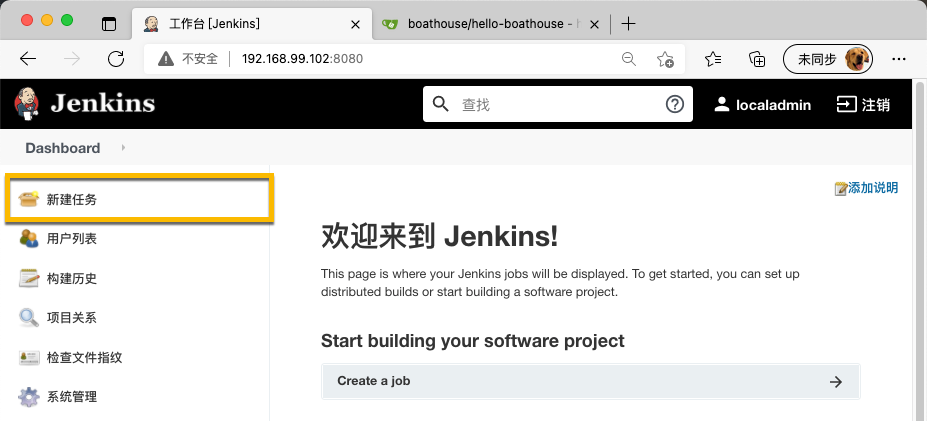 工作台 [Jenkins]
boathouse/hello-boathouse - h
不安全
192.168.99.102:8080
未同步
Jenkins
查找
localadmin
注销
Dashboard
新建任务
添加说明
用户列表
欢迎来到 Jenkins!
构建历史
This page is where your Jenkins jobs will be displayed. To get started, you can set up
distributed builds or start building a software project.
项目关系
Start building your software project
检查文件指纹
Create a job
系统管理